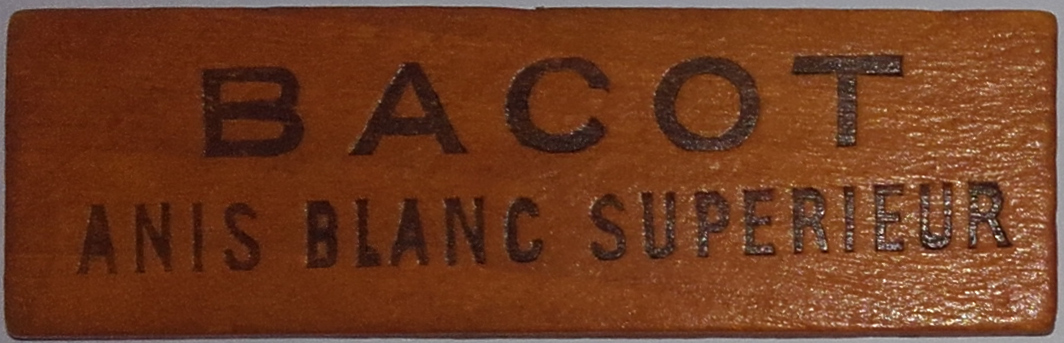 BACOT
ANIS BLANC SUPERIEUR